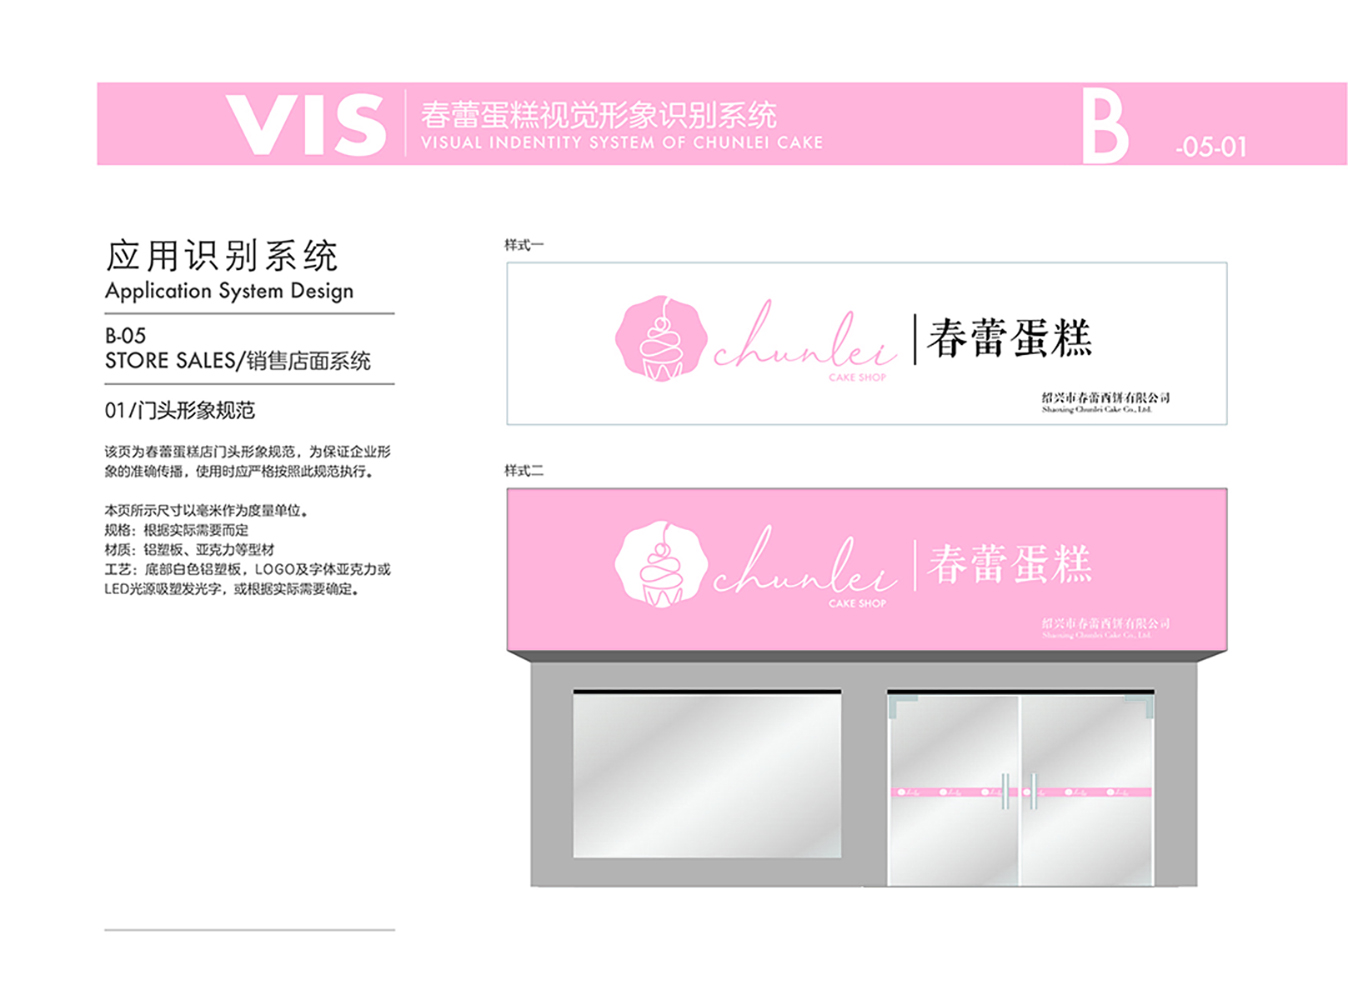 VIS
春蕾蛋糕视觉形象识别系统
VISUAL INDENTITY SYSTEM OF CHUNLEI CAKE
B -05-01
应用识别系统
Application System Design
B-05
STORE SALES/销售店面系统
01/门头形象规范
该页为春蕾蛋糕店门头形象规范，为保证企业形
象的准确传播，使用时应严格按照此规范执行。
本页所示尺寸以毫米作为度量单位。
规格：根据实际需要而定
材质：铝塑板、亚克力等型材
工艺：底部白色铝塑板，LOGO及字体亚克力或
LED光源吸塑发光字，或根据实际需要确定。
样式一
chunlei
CAKE SHOP
春蕾蛋糕
绍兴市春蕾西饼有限公司
Shaoxing Chunlei Cake Co., Ltd.
样式二
chunlei
CAKE SHOP
春蕾蛋糕
绍兴市春蕾西饼有限公司
Shaoxing Chunlei Cake Co., Ltd.